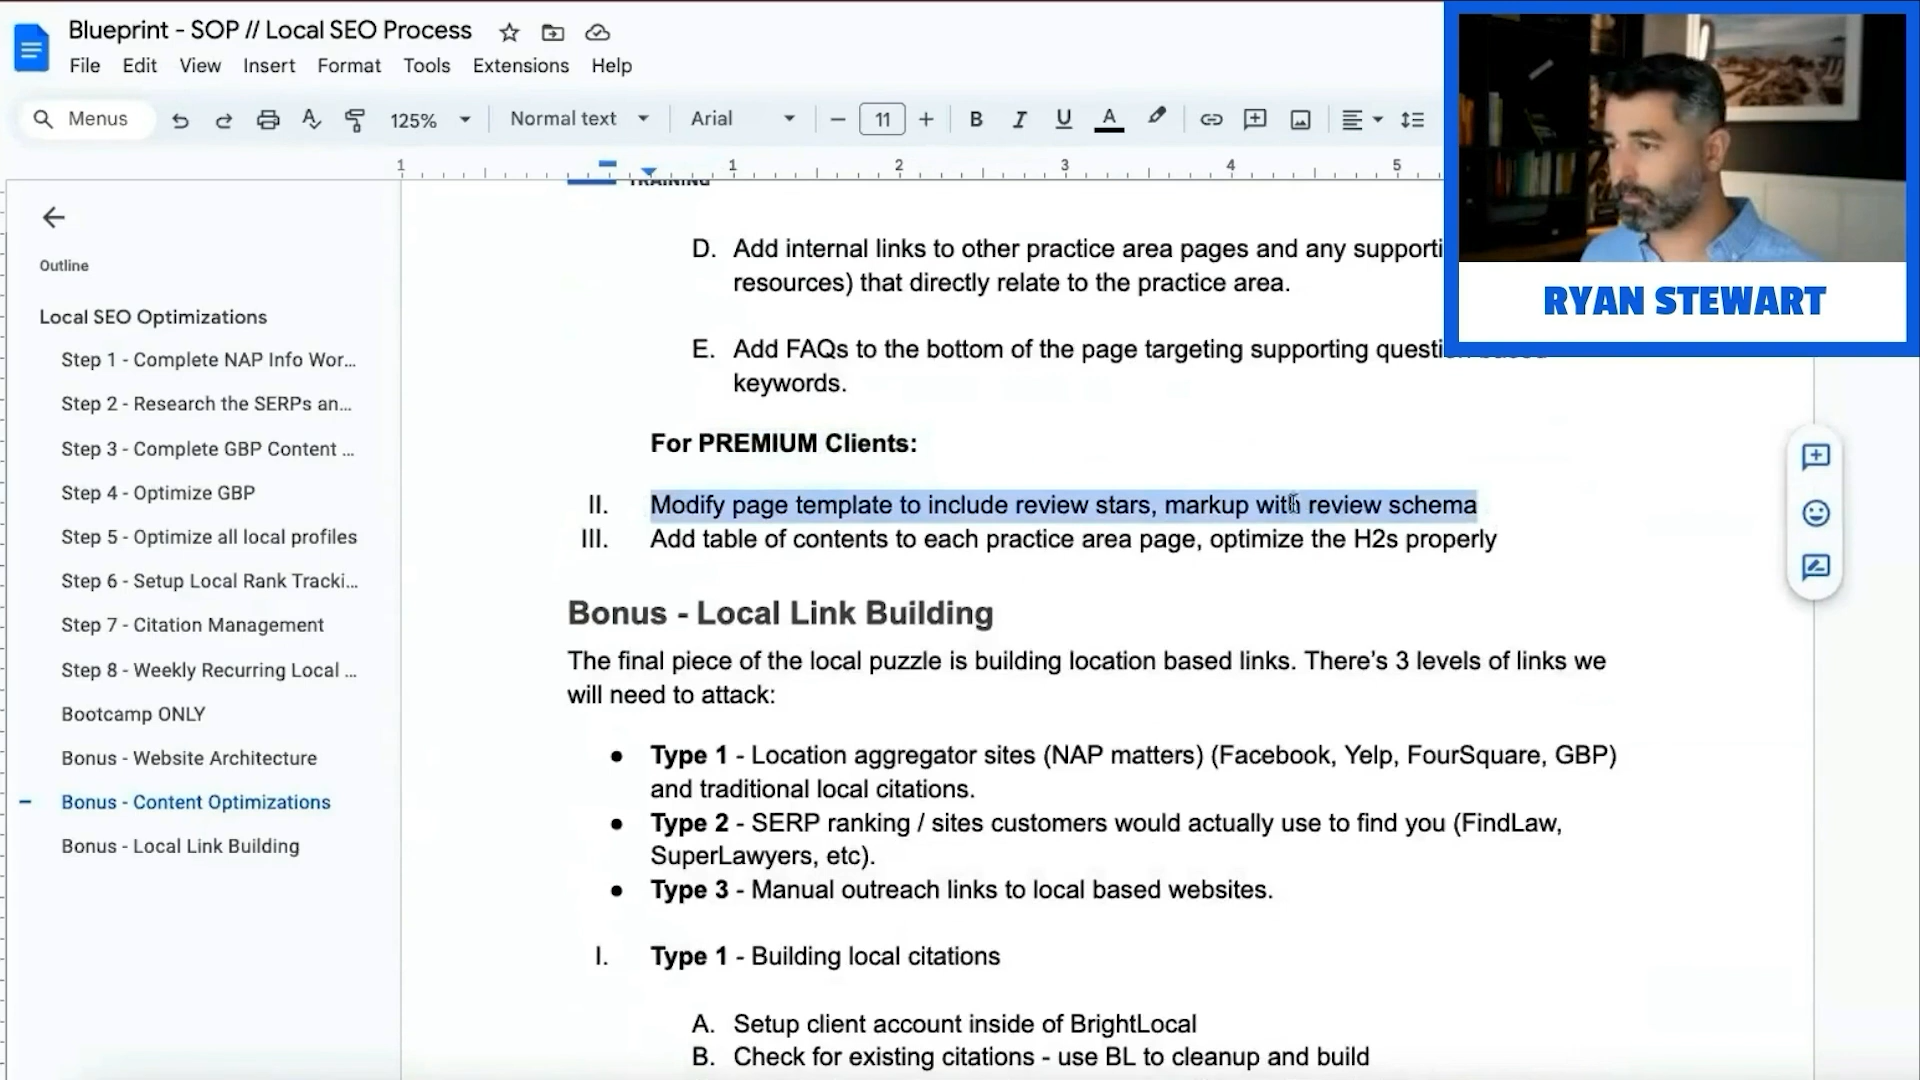 Blueprint - SOP // Local SEO Process
File Edit View Insert Format Tools Extensions Help
Menus 125% Normal text Arial 11 B I U A
1 1 2 3 4 5
TRAINING
Outline
Local SEO Optimizations
Step 1 - Complete NAP Info Wor...
Step 2 - Research the SERPs an...
Step 3 - Complete GBP Content ...
Step 4 - Optimize GBP
Step 5 - Optimize all local profiles
Step 6 - Setup Local Rank Tracki...
Step 7 - Citation Management
Step 8 - Weekly Recurring Local ...
Bootcamp ONLY
Bonus - Website Architecture
Bonus - Content Optimizations
Bonus - Local Link Building
D. Add internal links to other practice area pages and any supporti
resources) that directly relate to the practice area.
E. Add FAQs to the bottom of the page targeting supporting questi
keywords.
For PREMIUM Clients:
II. Modify page template to include review stars, markup with review schema
III. Add table of contents to each practice area page, optimize the H2s properly
Bonus - Local Link Building
The final piece of the local puzzle is building location based links. There's 3 levels of links we
will need to attack:
● Type 1 - Location aggregator sites (NAP matters) (Facebook, Yelp, FourSquare, GBP)
and traditional local citations.
● Type 2 - SERP ranking / sites customers would actually use to find you (FindLaw,
SuperLawyers, etc).
● Type 3 - Manual outreach links to local based websites.
I. Type 1 - Building local citations
A. Setup client account inside of BrightLocal
B. Check for existing citations - use BL to cleanup and build
RYAN STEWART